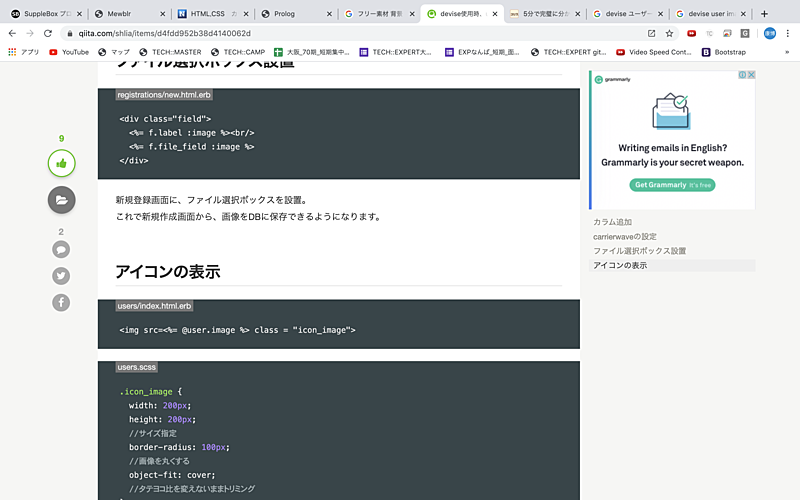 SuppleBox プロ
Mewblr
HTML,CSS
Prolog
フリー素材 背景
devise使用時、
5分で完璧に分か
devise ユーザー
devise user im
qiita.com/shlia/items/d4fdd952b38d4140062d
アプリ
YouTube
マップ
TECH::MASTER
TECH::CAMP
大阪_70期_短期集中...
TECH::EXPERT大...
EXPなんば_短期_面...
TECH::EXPERT git...
Video Speed Cont...
Bootstrap
»
ファイル選択ボックス設置
registrations/new.html.erb
<div class="field">
<%= f.label :image %><br/>
<%= f.file_field :image %>
</div>
新規登録画面に、ファイル選択ボックスを設置。
これで新規作成画面から、画像をDBに保存できるようになります。
アイコンの表示
users/index.html.erb
<img src=<%= @user.image %> class = "icon_image">
users.scss
.icon_image {
width: 200px;
height: 200px;
//サイズ指定
border-radius: 100px;
//画像を丸くする
object-fit: cover;
//タテヨコ比を変えないままトリミング
9
2
grammarly
Writing emails in English?
Grammarly is your secret weapon.
Get Grammarly It's free
カラム追加
carrierwaveの設定
ファイル選択ボックス設置
アイコンの表示